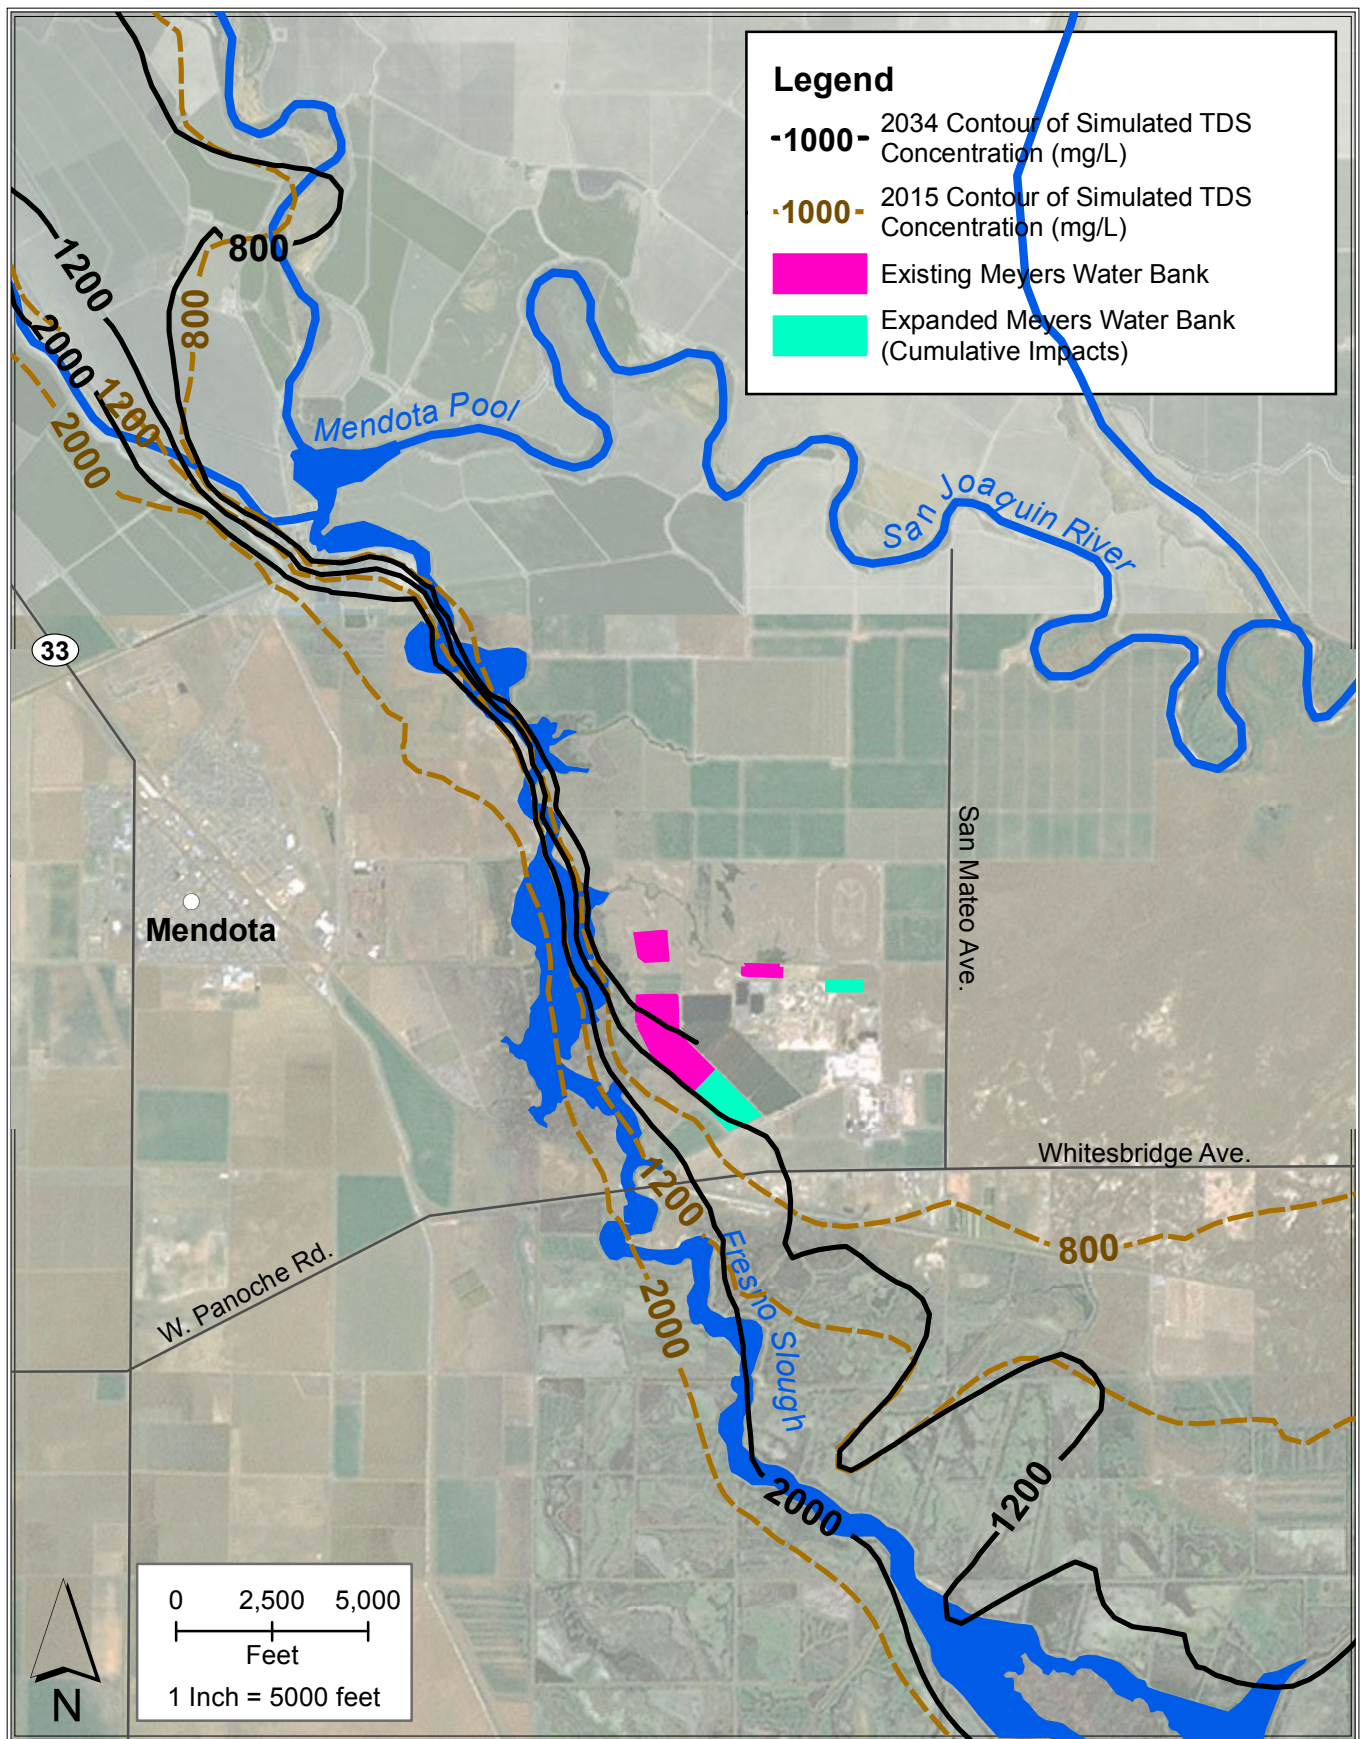 Legend
1000
2034 Contour of Simulated TDS
Concentration (mg/L)
1000
2015 Contour of Simulated TDS
Concentration (mg/L)
Existing Meyers Water Bank
Expanded Meyers Water Bank
(Cumulative Impacts)
800
1200
800
2000
1200
2000
Mendota Pool
San Joaquin River
33
San Mateo Ave.
Mendota
Whitesbridge Ave.
1200
800
Fresno Slough
W. Panoche Rd.
2000
2000
1200
0 2,500 5,000
Feet
1 Inch = 5000 feet
N